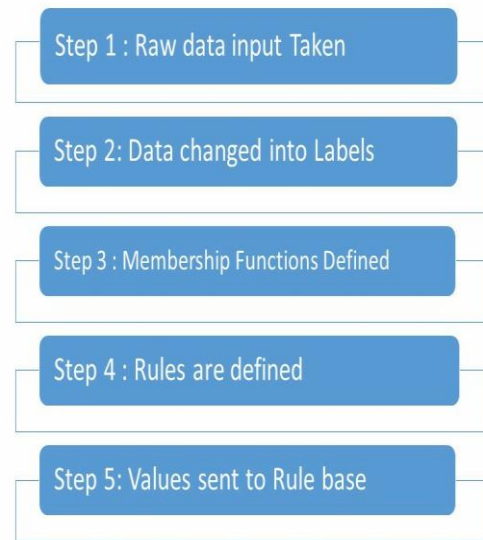 Step 1 : Raw data input Taken
Step 2: Data changed into Labels
Step 3 : Membership Functions Defined
Step 4 : Rules are defined
Step 5: Values sent to Rule base